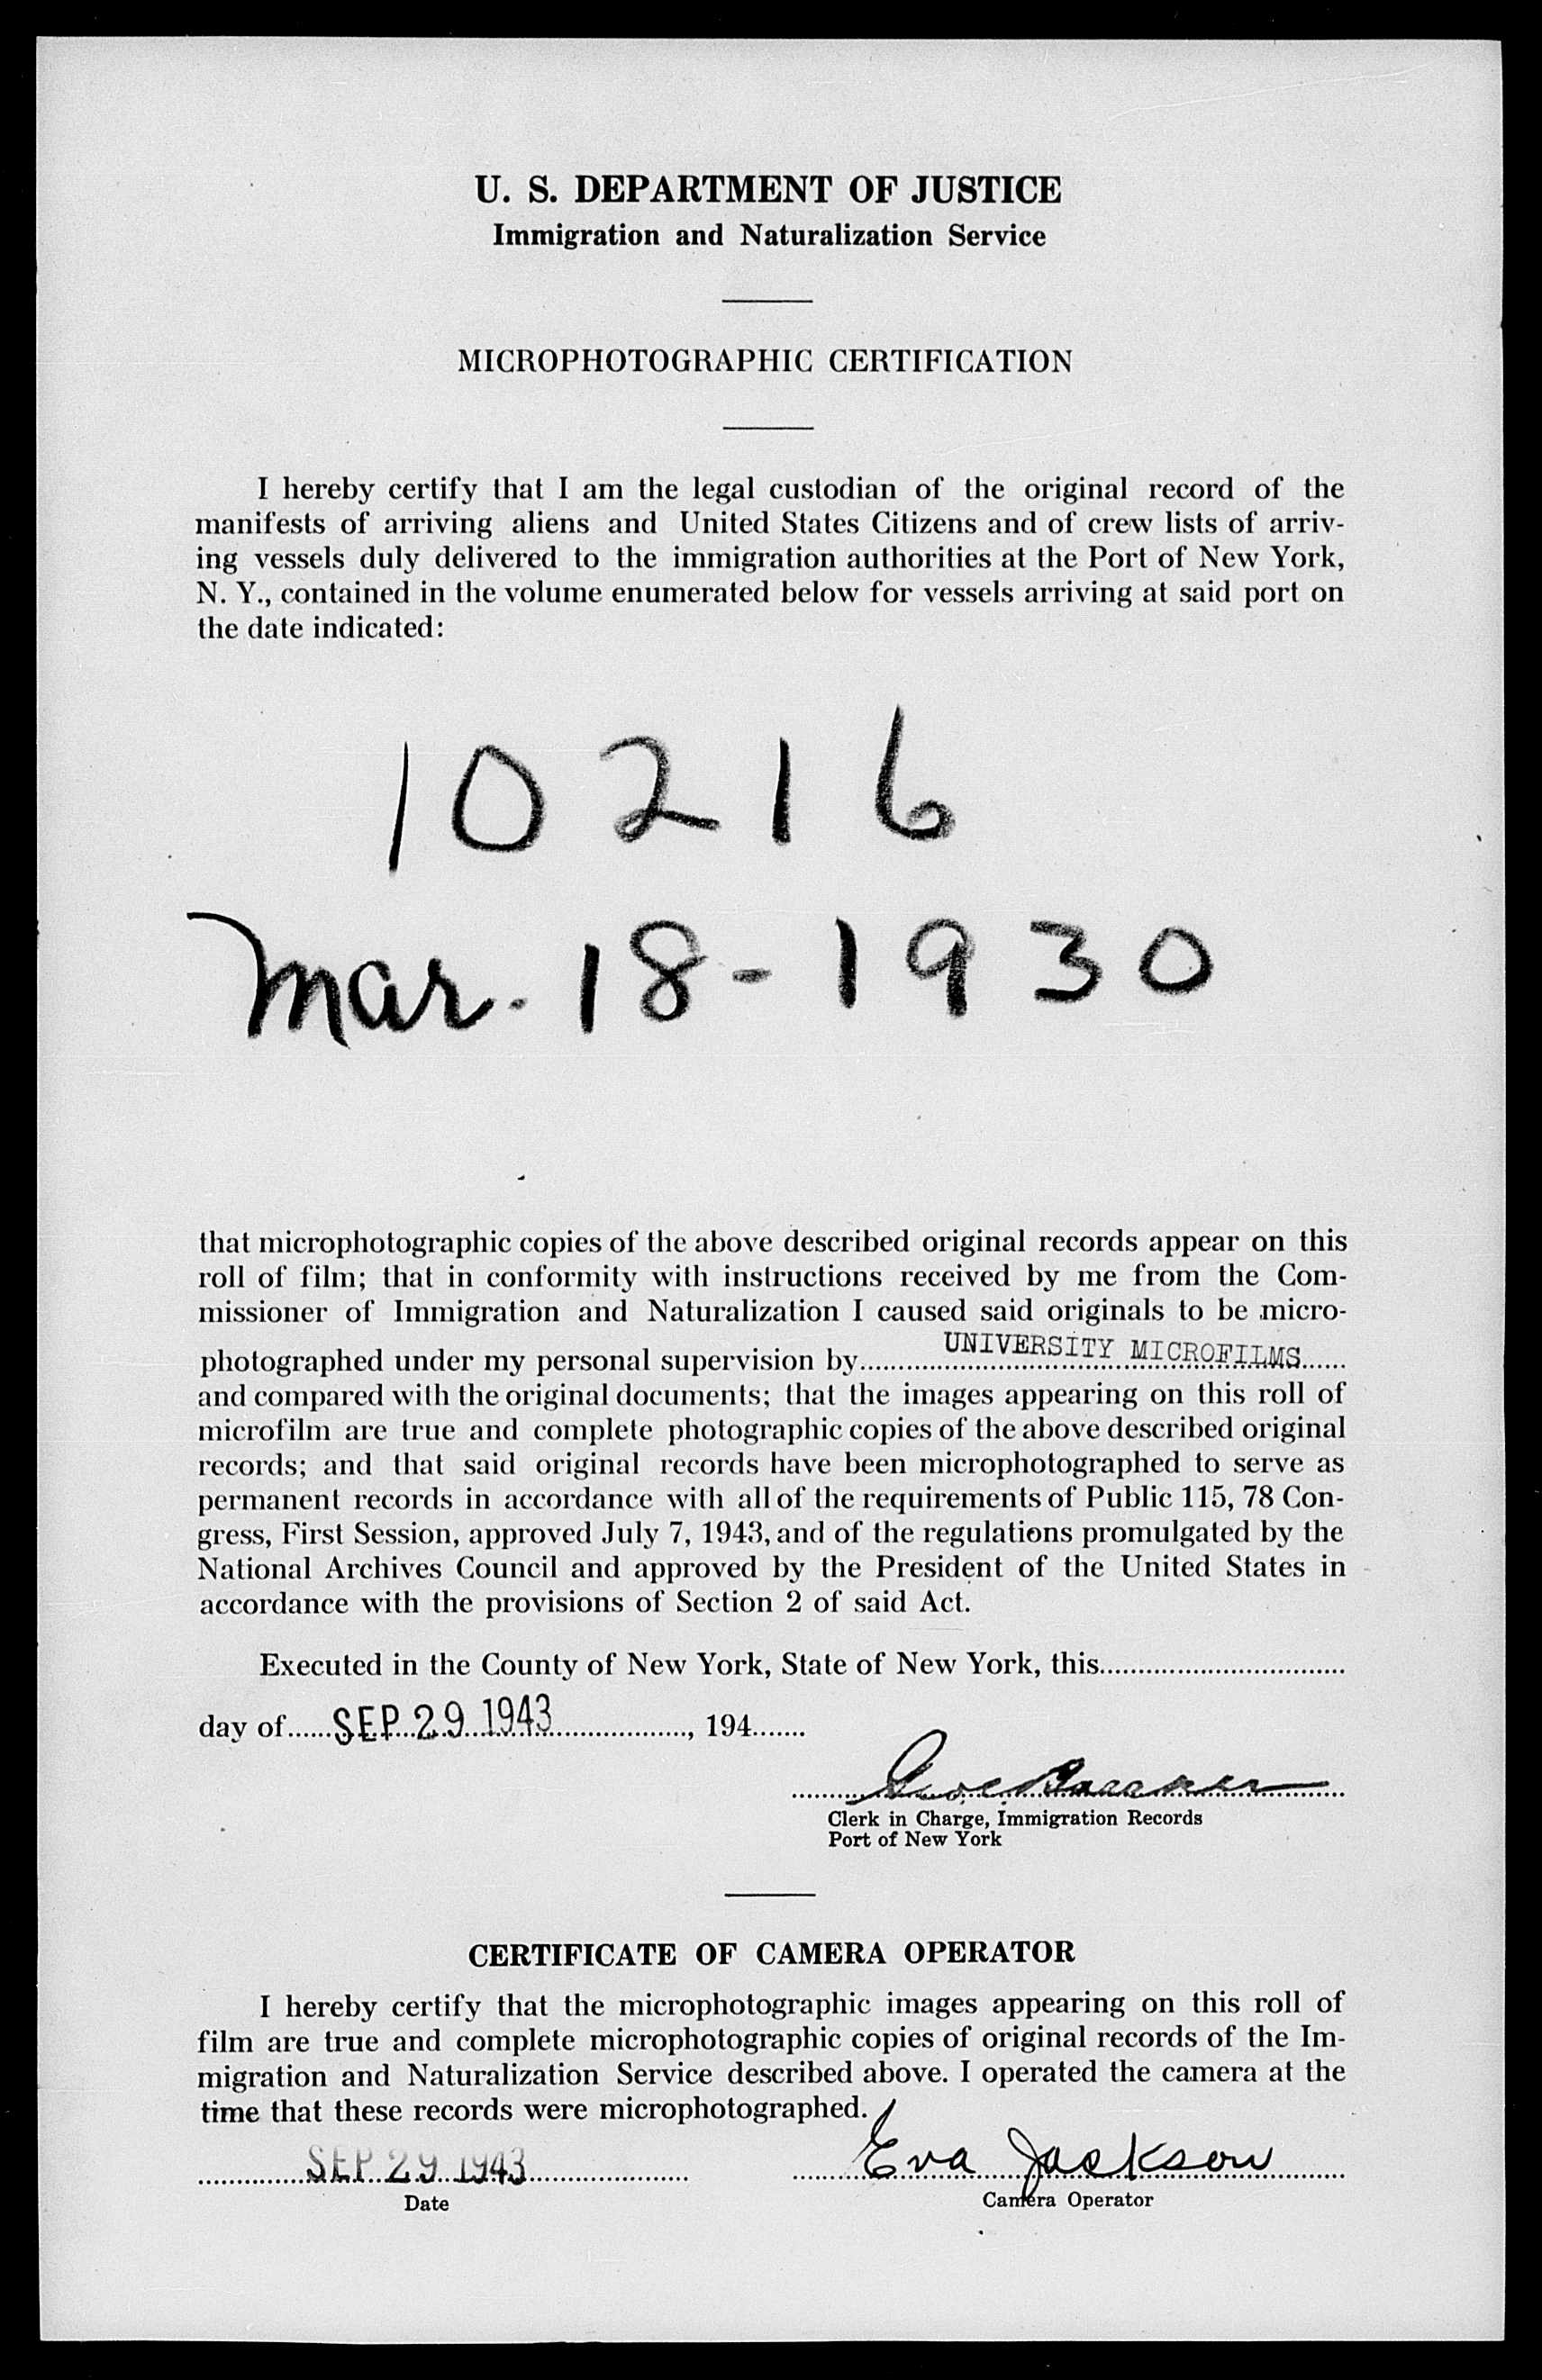 U. S. DEPARTMENT OF JUSTICE
Immigration and Naturalization Service
MICROPHOTOGRAPHIC CERTIFICATION
I hereby certify that I am the legal custodian of the original record of the
manifests of arriving aliens and United States Citizens and of crew lists of arriv-
ing vessels duly delivered to the immigration authorities at the Port of New York,
N. Y., contained in the volume enumerated below for vessels arriving at said port on
the date indicated:
10216
Mar. 18-1930
that microphotographic copies of the above described original records appear on this
roll of film; that in conformity with instructions received by me from the Com-
missioner of Immigration and Naturalization I caused said originals to be micro-
photographed under my personal supervision by UNIVERSITY MICROFILMS
and compared with the original documents; that the images appearing on this roll of
microfilm are true and complete photographic copies of the above described original
records; and that said original records have been microphotographed to serve as
permanent records in accordance with all of the requirements of Public 115, 78 Con-
gress, First Session, approved July 7, 1943, and of the regulations promulgated by the
National Archives Council and approved by the President of the United States in
accordance with the provisions of Section 2 of said Act.
Executed in the County of New York, State of New York, this
day of SEP 29 1943, 194
Clerk in Charge, Immigration Records
Port of New York
CERTIFICATE OF CAMERA OPERATOR
I hereby certify that the microphotographic images appearing on this roll of
film are true and complete microphotographic copies of original records of the Im-
migration and Naturalization Service described above. I operated the camera at the
time that these records were microphotographed.
SEP 29 1943 Eva Jackson
Date Camera Operator